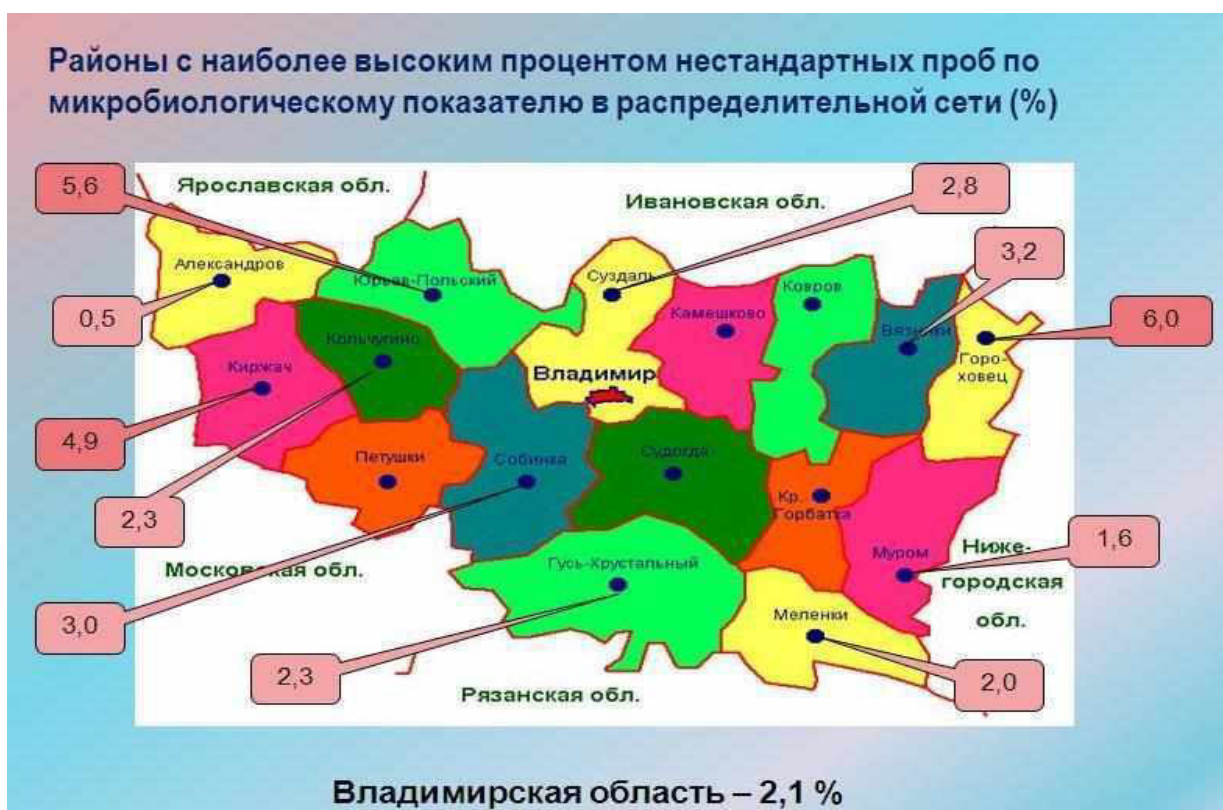 Районы с наиболее высоким процентом нестандартных проб по
микробиологическому показателю в распределительной сети (%)
5,6
Ярославская обл.
Ивановская обл.
2,8
3,2
Александров
Юрьев-Польский
Суздаль
Ковров
0,5
Камешково
Вязники
6,0
Кольчугино
Горо-
ховец
Киржач
Владимир
4,9
Петушки
Собинка
Судогда
2,3
Кр.
Горбатка
1,6
Московская обл.
Гусь-Хрустальный
Муром
Ниже-
городская
обл.
3,0
Меленки
2,3
Рязанская обл.
2,0
Владимирская область – 2,1 %